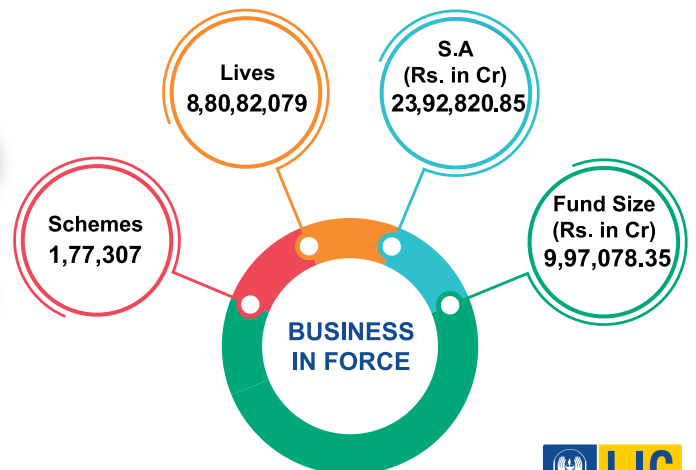 Lives
8,80,82,079
S.A
(Rs. in Cr)
23,92,820.85
Schemes
1,77,307
Fund Size
(Rs. in Cr)
9,97,078.35
BUSINESS
IN FORCE
LIC